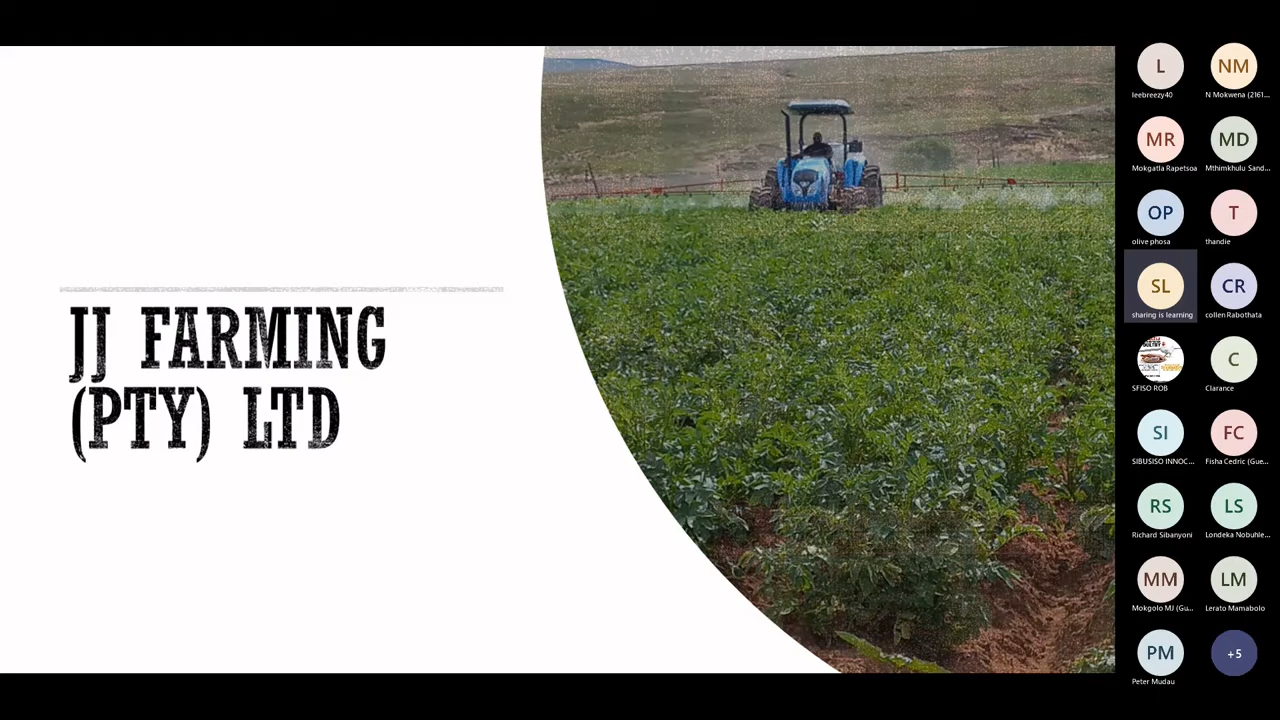 JJ FARMING
(PTY) LTD
L
leebreezy40
NM
N Mokwena (2161...
MR
Mokgatla Rapetsoa
MD
Mthimkhulu Sand...
OP
olive phosa
T
thandie
SL
sharing is learning
CR
collen Rabothata
SFISO ROB
C
Clarance
SI
SIBUSISO INNOC...
FC
Fisha Cedric (Gue...
RS
Richard Sibanyoni
LS
Londeka Nobuhle...
MM
Mokgolo MJ (Gu...
LM
Lerato Mamabolo
PM
Peter Mudau
+5